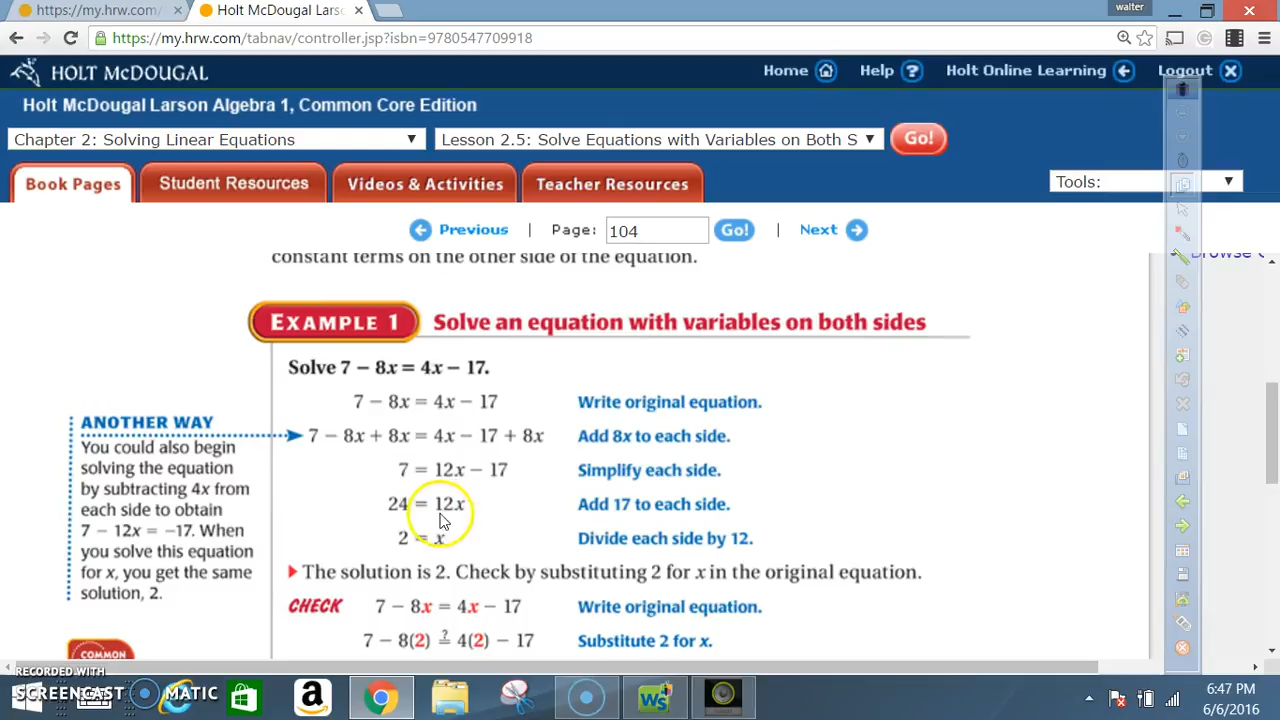 https://my.hrw.com/tabnav/ ×
Holt McDougal Lars ×
walter
https://my.hrw.com/tabnav/controller.jsp?isbn=9780547709918
HOLT MCDOUGAL
Home
Help ?
Holt Online Learning
Logout
Holt McDougal Larson Algebra 1, Common Core Edition
Chapter 2: Solving Linear Equations
Lesson 2.5: Solve Equations with Variables on Both S
Go!
Book Pages
Student Resources
Videos & Activities
Teacher Resources
Tools:
Previous | Page: 104 Go! | Next
constant terms on the other side of the equation.
EXAMPLE 1 Solve an equation with variables on both sides
Solve 7 − 8x = 4x − 17.
7 − 8x = 4x − 17 Write original equation.
7 − 8x + 8x = 4x − 17 + 8x Add 8x to each side.
7 = 12x − 17 Simplify each side.
24 = 12x Add 17 to each side.
2 = x Divide each side by 12.
ANOTHER WAY
You could also begin
solving the equation
by subtracting 4x from
each side to obtain
7 − 12x = −17. When
you solve this equation
for x, you get the same
solution, 2.
The solution is 2. Check by substituting 2 for x in the original equation.
CHECK 7 − 8x = 4x − 17 Write original equation.
7 − 8(2) ≟ 4(2) − 17 Substitute 2 for x.
COMMON
RECORDED WITH
SCREENCAST MATIC
6:47 PM
6/6/2016